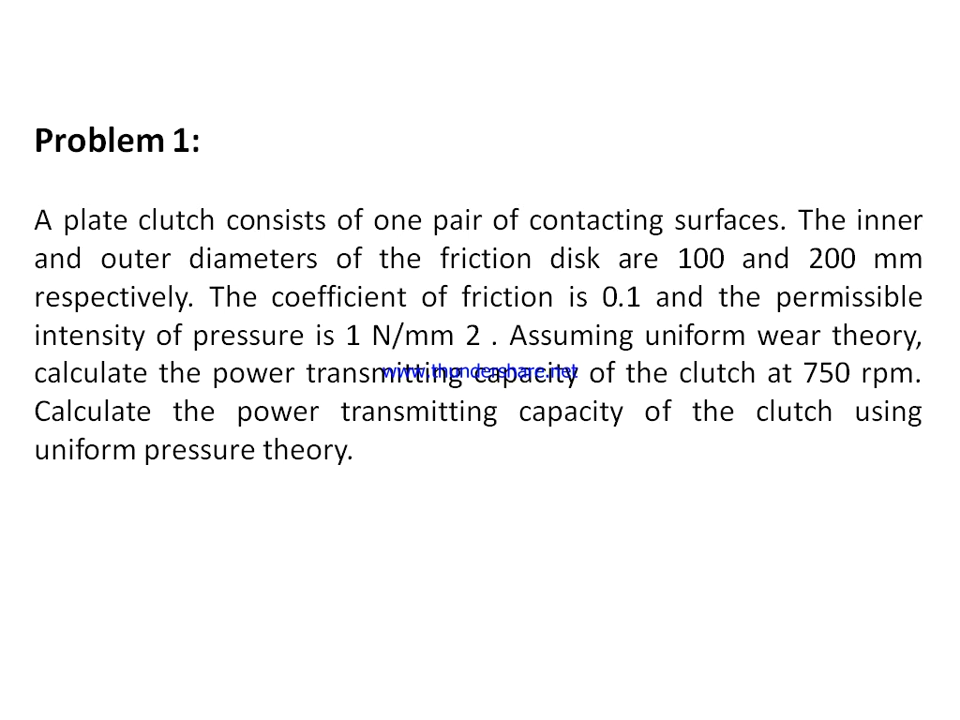 Problem 1:
A plate clutch consists of one pair of contacting surfaces. The inner
and outer diameters of the friction disk are 100 and 200 mm
respectively. The coefficient of friction is 0.1 and the permissible
intensity of pressure is 1 N/mm 2 . Assuming uniform wear theory,
calculate the power transmitting capacity of the clutch at 750 rpm.
www.thundershare.net
Calculate the power transmitting capacity of the clutch using
uniform pressure theory.